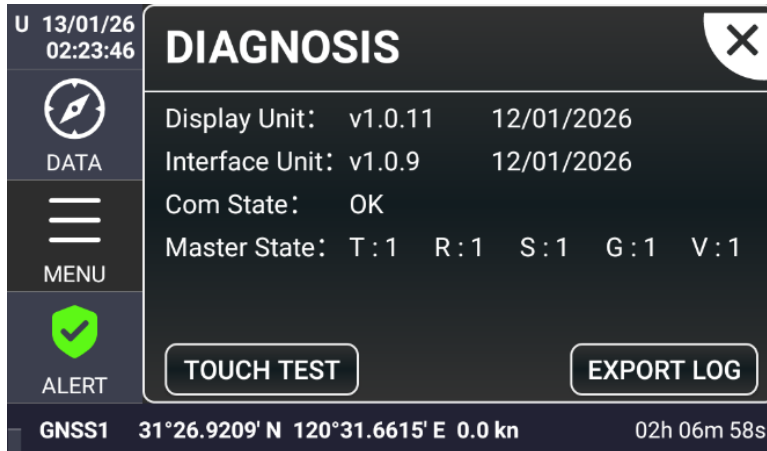 U 13/01/26
02:23:46
DIAGNOSIS
DATA
MENU
ALERT
Display Unit: v1.0.11 12/01/2026
Interface Unit: v1.0.9 12/01/2026
Com State: OK
Master State: T : 1 R : 1 S : 1 G : 1 V : 1
TOUCH TEST EXPORT LOG
GNSS1 31°26.9209' N 120°31.6615' E 0.0 kn 02h 06m 58s